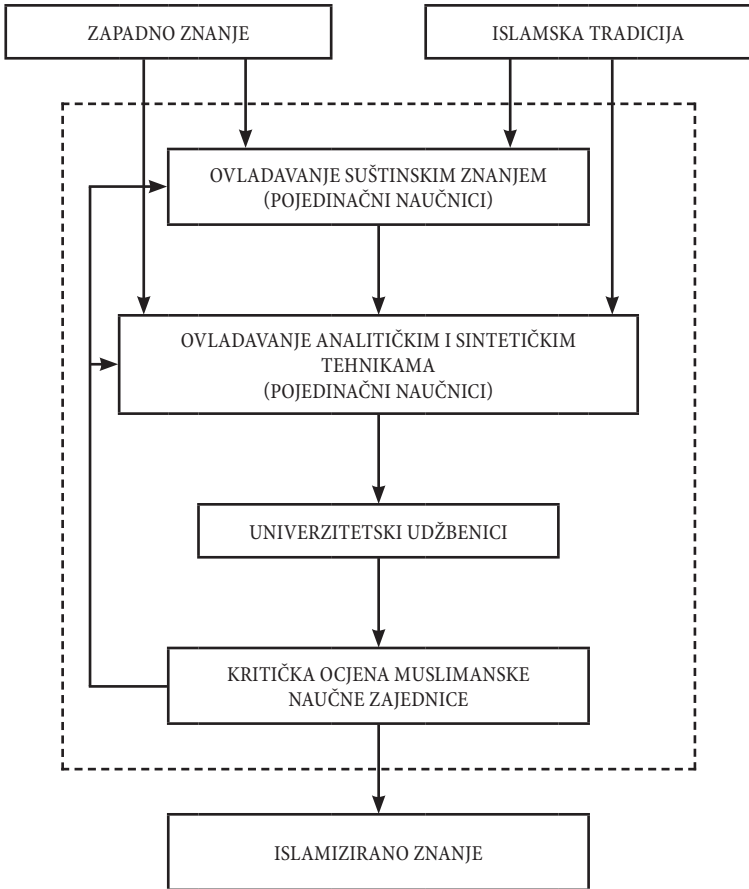 ZAPADNO ZNANJE
ISLAMSKA TRADICIJA
OVLADAVANJE SUŠTINSKIM ZNANJEM
(POJEDINAČNI NAUČNICI)
OVLADAVANJE ANALITIČKIM I SINTETIČKIM
TEHNIKAMA
(POJEDINAČNI NAUČNICI)
UNIVERZITETSKI UDŽBENICI
KRITIČKA OCJENA MUSLIMANSKE
NAUČNE ZAJEDNICE
ISLAMIZIRANO ZNANJE